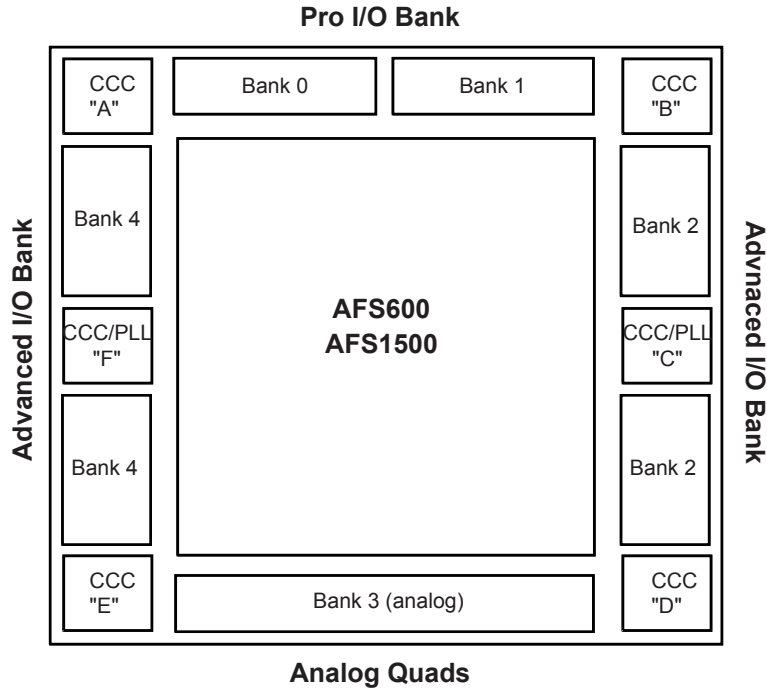 Pro I/O Bank
CCC
"A"
Bank 0
Bank 1
CCC
"B"
Bank 4
Bank 2
Advanced I/O Bank
Advnaced I/O Bank
AFS600
AFS1500
CCC/PLL
"F"
CCC/PLL
"C"
Bank 4
Bank 2
CCC
"E"
Bank 3 (analog)
CCC
"D"
Analog Quads